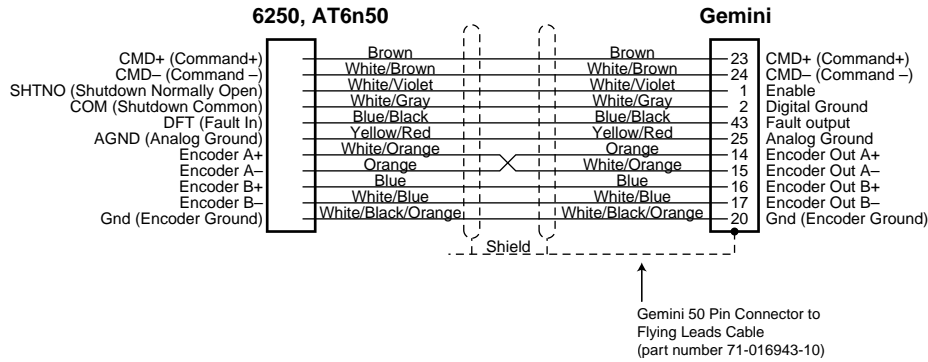 6250, AT6n50
Gemini
CMD+ (Command+) Brown Brown 23 CMD+ (Command+)
CMD– (Command –) White/Brown White/Brown 24 CMD– (Command –)
SHTNO (Shutdown Normally Open) White/Violet White/Violet 1 Enable
COM (Shutdown Common) White/Gray White/Gray 2 Digital Ground
DFT (Fault In) Blue/Black Blue/Black 43 Fault output
AGND (Analog Ground) Yellow/Red Yellow/Red 25 Analog Ground
Encoder A+ White/Orange Orange 14 Encoder Out A+
Encoder A– Orange White/Orange 15 Encoder Out A–
Encoder B+ Blue Blue 16 Encoder Out B+
Encoder B– White/Blue White/Blue 17 Encoder Out B–
Gnd (Encoder Ground) White/Black/Orange White/Black/Orange 20 Gnd (Encoder Ground)
Shield
Gemini 50 Pin Connector to
Flying Leads Cable
(part number 71-016943-10)